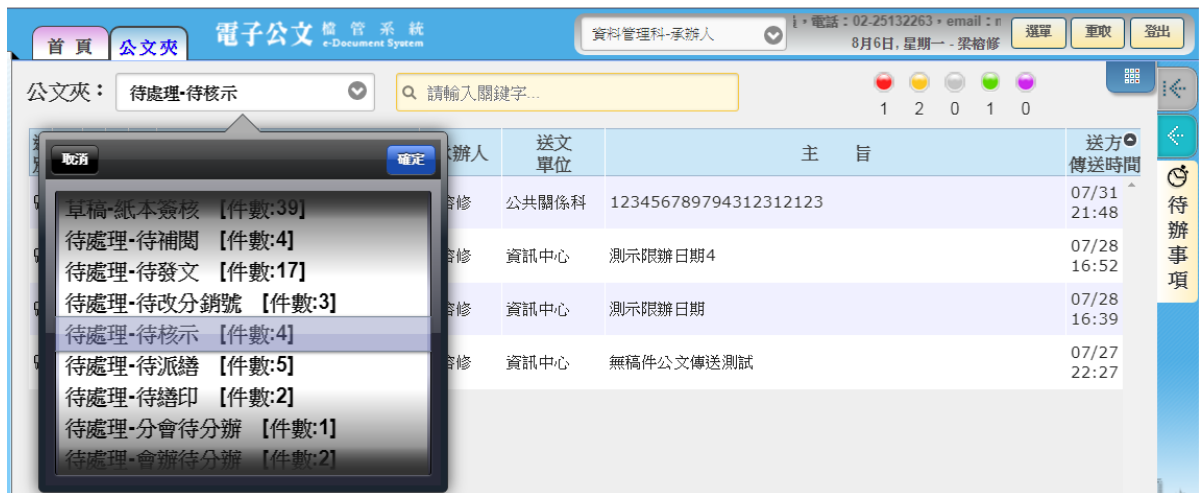 首頁
公文夾
電子公文 檔管系統
e-Document System
資料管理科-承辦人
，電話：02-25132263，email：
8月6日, 星期一 - 梁榕修
選單
重取
登出
公文夾：
待處理-待核示
請輸入關鍵字...
1 2 0 1 0
辦人
送文
單位
主 旨
送方
傳送時間
取消
確定
草稿-紙本簽核 [件數:39]
待處理-待補閱 [件數:4]
待處理-待發文 [件數:17]
待處理-待改分銷號 [件數:3]
待處理-待核示 [件數:4]
待處理-待派繕 [件數:5]
待處理-待繕印 [件數:2]
待處理-分會待分辦 [件數:1]
待處理-會辦待分辦 [件數:2]
修 公共關係科 123456789794312312123 07/31
21:48
修 資訊中心 測示限辦日期4 07/28
16:52
修 資訊中心 測示限辦日期 07/28
16:39
修 資訊中心 無稿件公文傳送測試 07/27
22:27
待辦事項